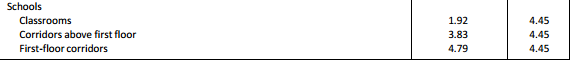 Schools
Classrooms 1.92 4.45
Corridors above first floor 3.83 4.45
First-floor corridors 4.79 4.45